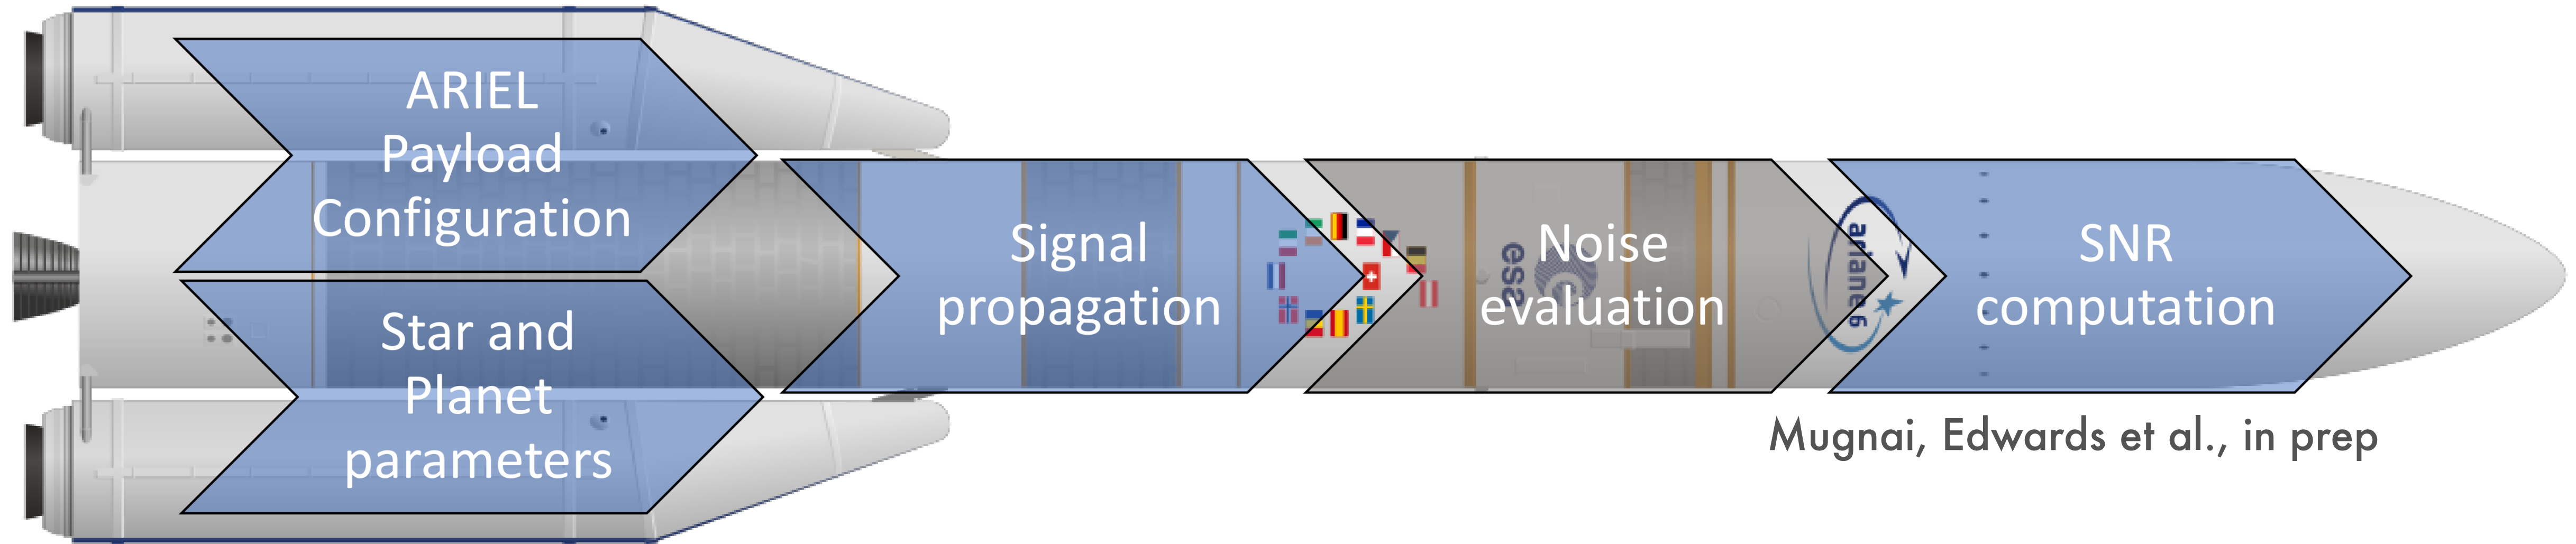 ARIEL
Payload
Configuration
Star and
Planet
parameters
Signal
propagation
esa
Noise
evaluation
ariane 6
SNR
computation
Mugnai, Edwards et al., in prep